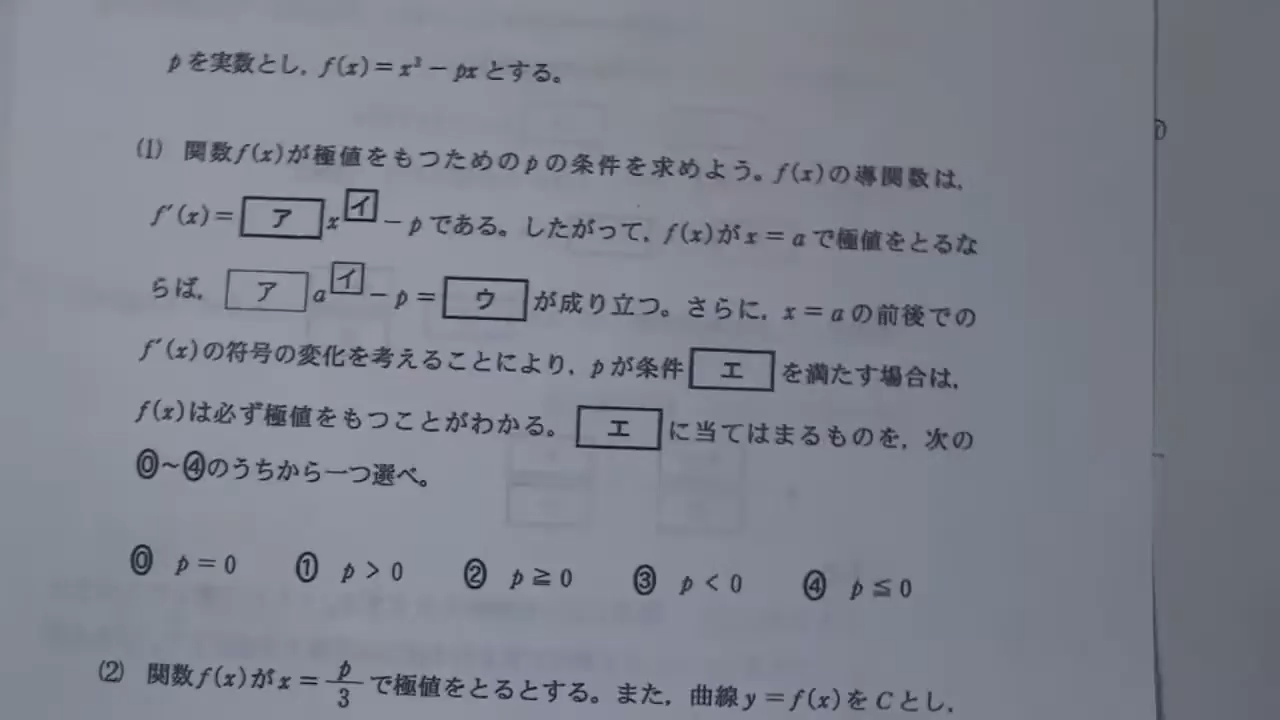 pを実数とし，f(x)＝x³－pxとする。
(1) 関数f(x)が極値をもつためのpの条件を求めよう。f(x)の導関数は，
f′(x)＝ ア x イ －pである。したがって，f(x)がx＝aで極値をとるな
らば， ア a イ －p＝ ウ が成り立つ。さらに，x＝aの前後での
f′(x)の符号の変化を考えることにより，pが条件 エ を満たす場合は，
f(x)は必ず極値をもつことがわかる。 エ に当てはまるものを，次の
⓪～④のうちから一つ選べ。
⓪ p＝0 ① p＞0 ② p≧0 ③ p＜0 ④ p≦0
(2) 関数f(x)がx＝p/3で極値をとるとする。また，曲線y＝f(x)をCとし，